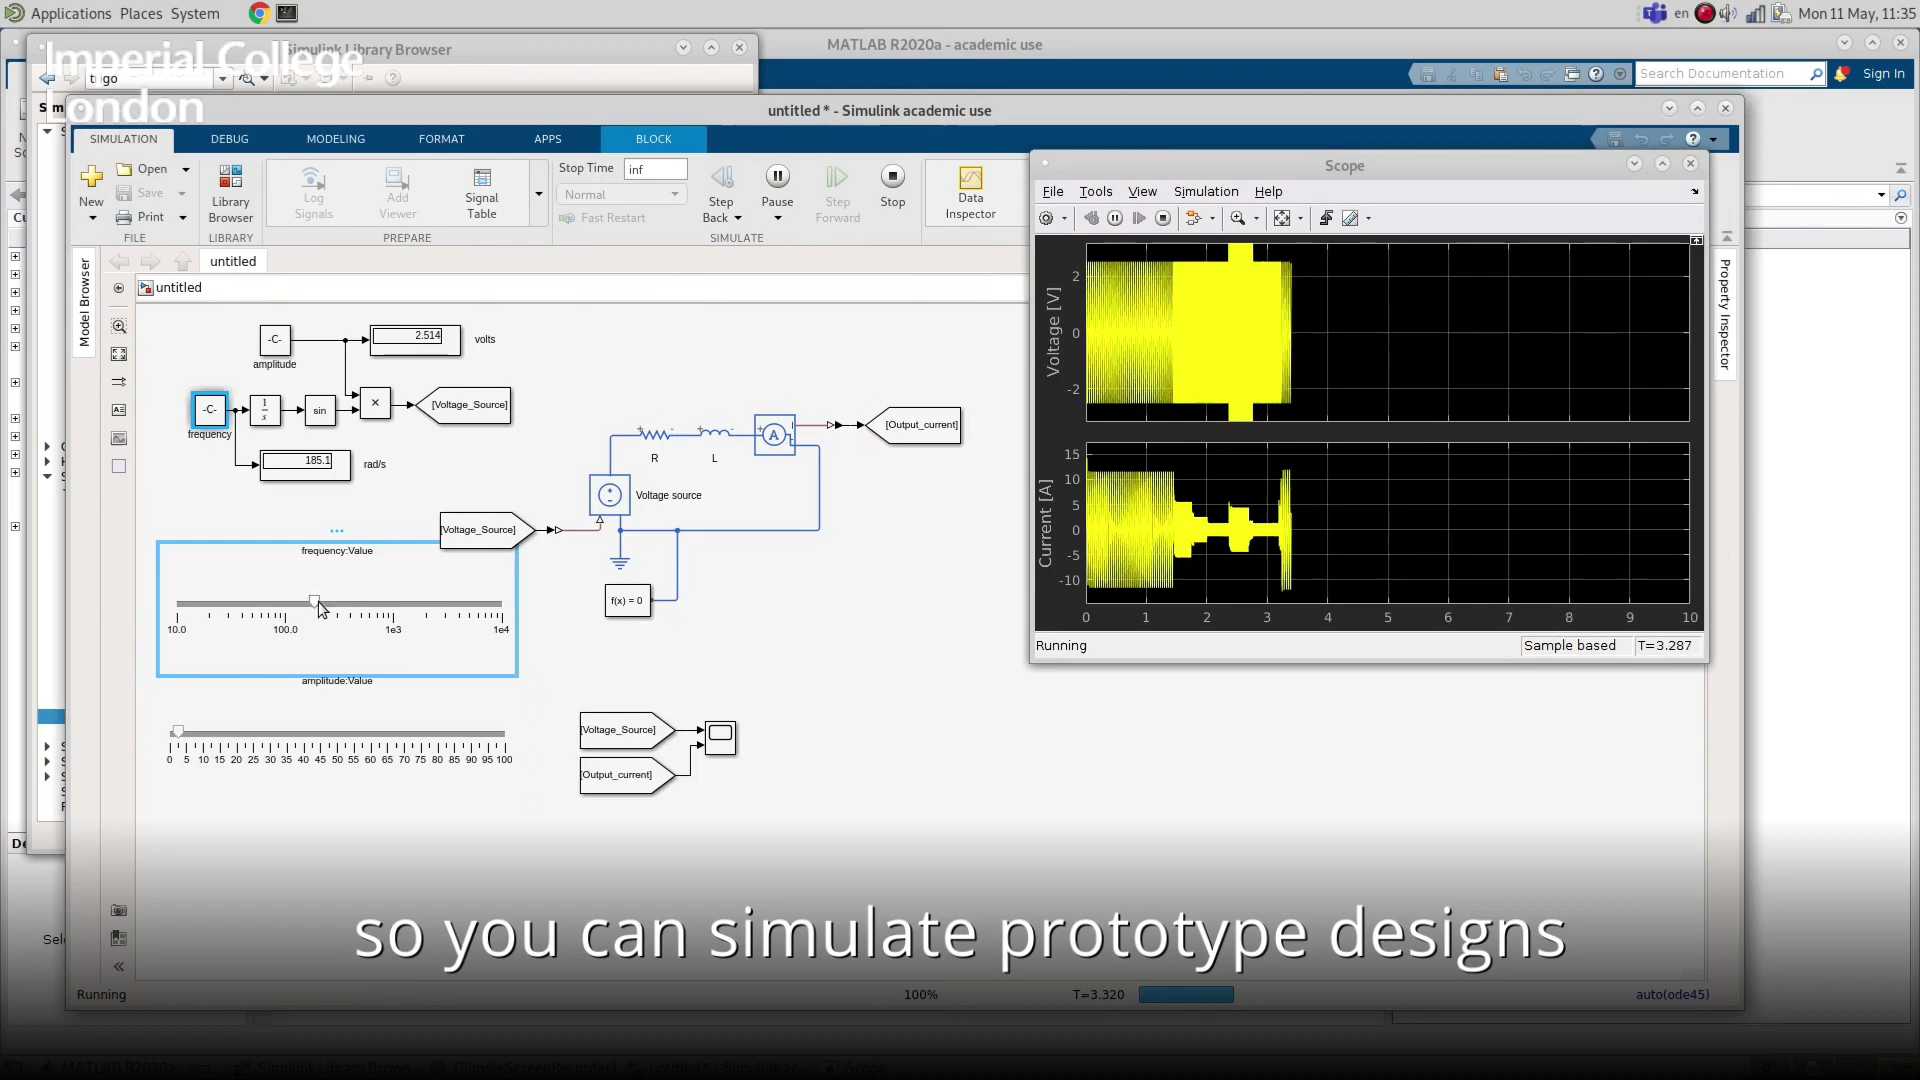 Applications Places System
en Mon 11 May, 11:35
Simulink Library Browser
MATLAB R2020a - academic use
Imperial College
London
Search Documentation
Sign In
untitled * - Simulink academic use
SIMULATION DEBUG MODELING FORMAT APPS BLOCK
New
Open
Save
Print
FILE
Library
Browser
LIBRARY
Log
Signals
Add
Viewer
Signal
Table
PREPARE
Stop Time inf
Normal
Fast Restart
Step
Back
Pause
Step
Forward
Stop
SIMULATE
Data
Inspector
Scope
File Tools View Simulation Help
Model Browser
untitled
untitled
Property Inspector
-C-
amplitude
2.514
volts
-C-
frequency
1
s
sin
×
[Voltage_Source]
185.1
rad/s
[Voltage_Source]
Voltage source
R
L
A
I
[Output_current]
f(x) = 0
frequency:Value
10.0 100.0 1e3 1e4
amplitude:Value
0 5 10 15 20 25 30 35 40 45 50 55 60 65 70 75 80 85 90 95 100
[Voltage_Source]
[Output_current]
Voltage [V]
2
0
-2
Current [A]
15
10
5
0
-5
-10
0 1 2 3 4 5 6 7 8 9 10
Running Sample based T=3.287
so you can simulate prototype designs
Running 100% T=3.320 auto(ode45)